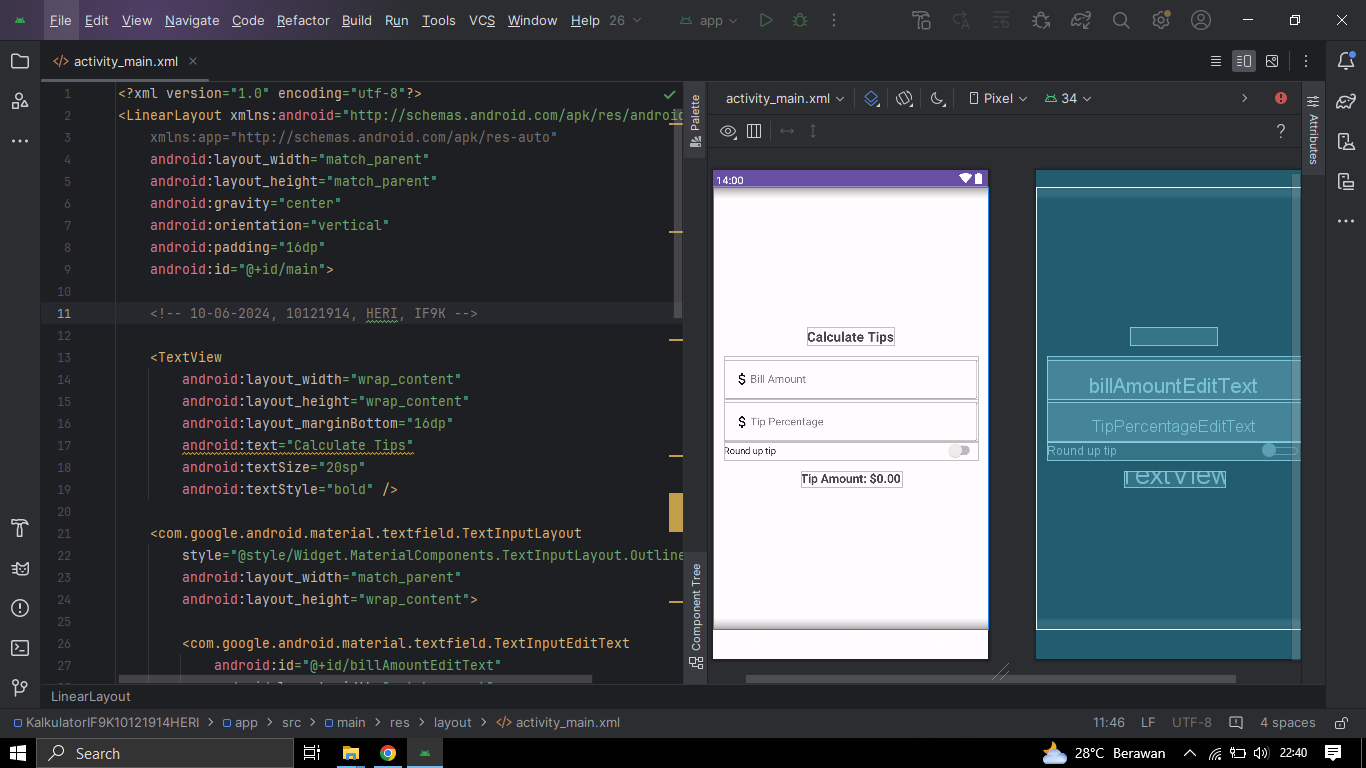 File Edit View Navigate Code Refactor Build Run Tools VCS Window Help 26 app
activity_main.xml
1 <?xml version="1.0" encoding="utf-8"?>
2 <LinearLayout xmlns:android="http://schemas.android.com/apk/res/android
3 xmlns:app="http://schemas.android.com/apk/res-auto"
4 android:layout_width="match_parent"
5 android:layout_height="match_parent"
6 android:gravity="center"
7 android:orientation="vertical"
8 android:padding="16dp"
9 android:id="@+id/main">
10
11 <!-- 10-06-2024, 10121914, HERI, IF9K -->
12
13 <TextView
14 android:layout_width="wrap_content"
15 android:layout_height="wrap_content"
16 android:layout_marginBottom="16dp"
17 android:text="Calculate Tips"
18 android:textSize="20sp"
19 android:textStyle="bold" />
20
21 <com.google.android.material.textfield.TextInputLayout
22 style="@style/Widget.MaterialComponents.TextInputLayout.Outline
23 android:layout_width="match_parent"
24 android:layout_height="wrap_content">
25
26 <com.google.android.material.textfield.TextInputEditText
27 android:id="@+id/billAmountEditText"
Palette
Component Tree
activity_main.xml Pixel 34
?
Attributes
14:00
Calculate Tips
$ Bill Amount
$ Tip Percentage
Round up tip
Tip Amount: $0.00
billAmountEditText
TipPercentageEditText
Round up tip
TextView
LinearLayout
KalkulatorIF9K10121914HERI > app > src > main > res > layout > activity_main.xml
11:46 LF UTF-8 4 spaces
Search
28°C Berawan
22:40